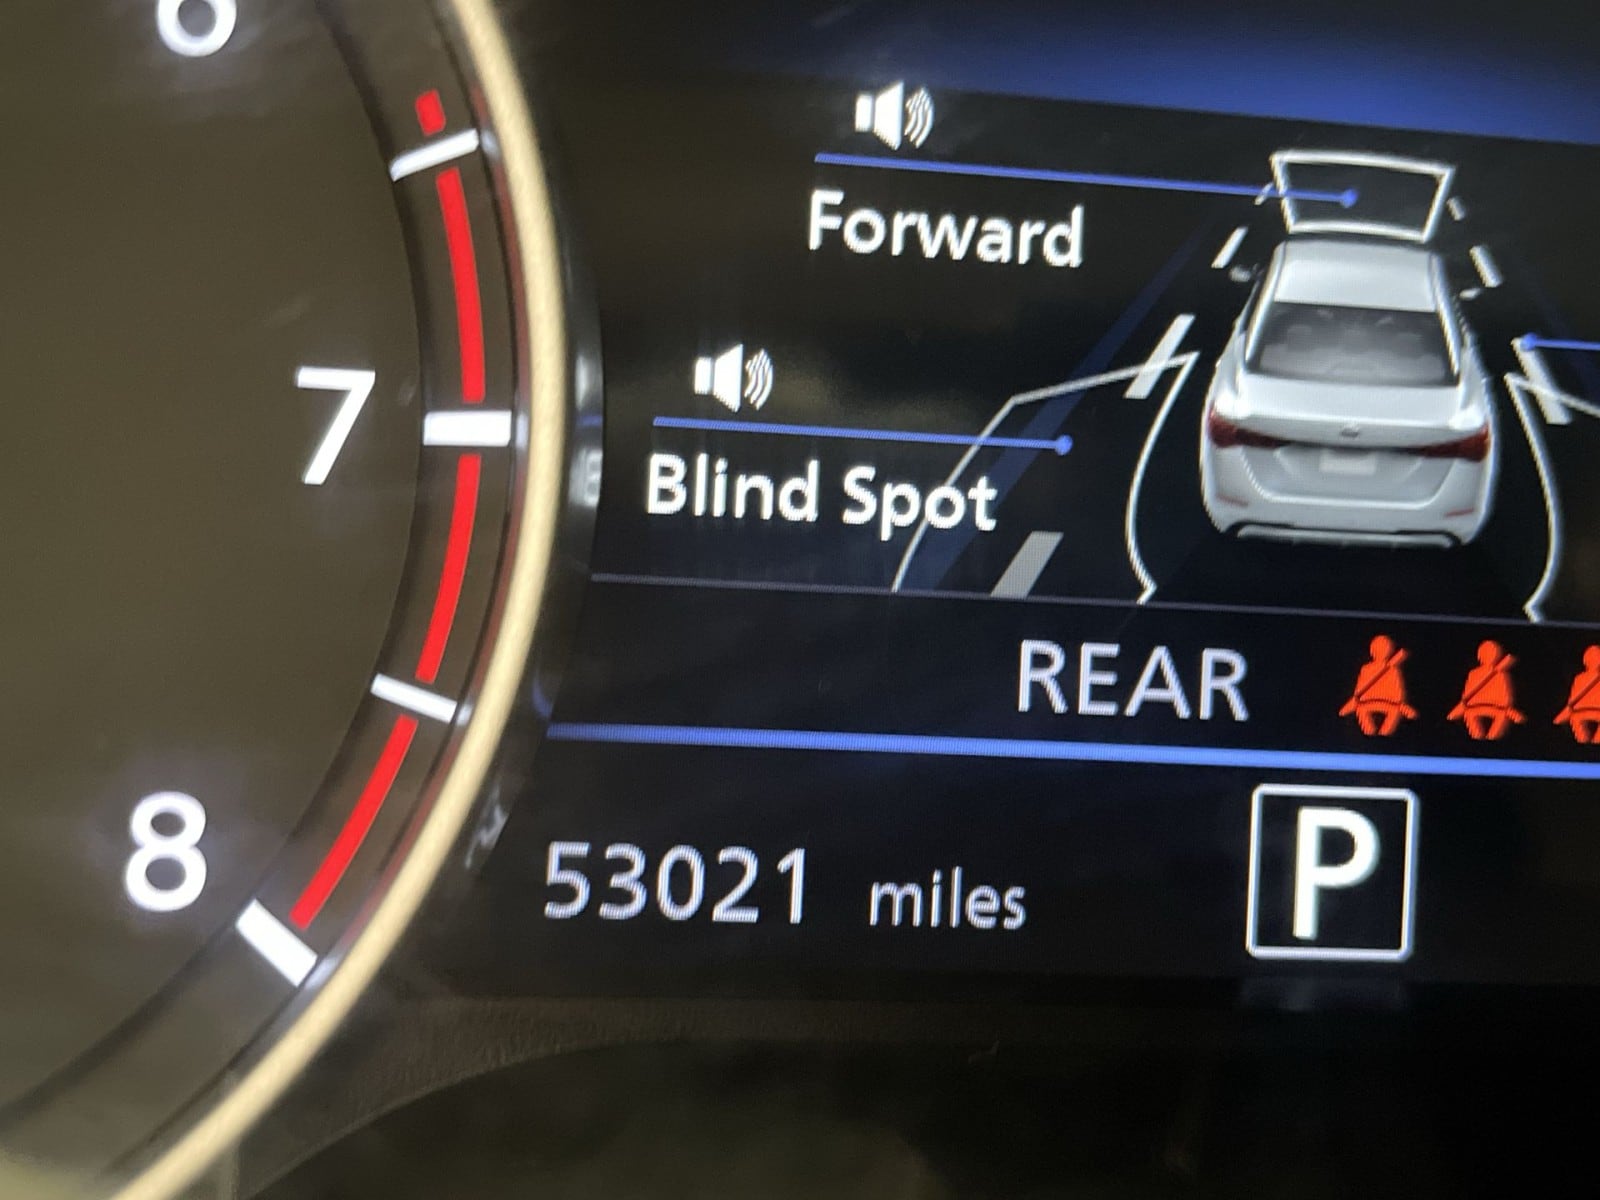 6
Forward
7
Blind Spot
REAR
8
53021 miles
P